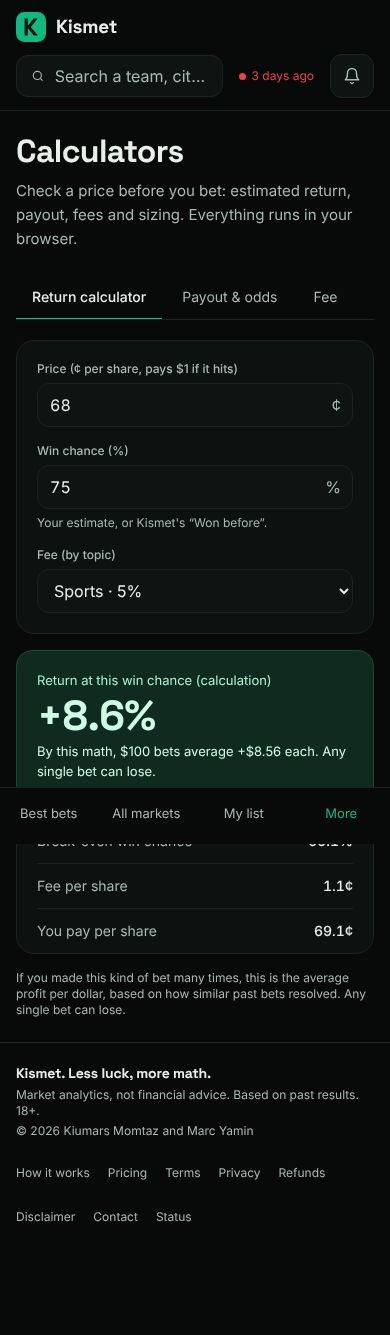 Kismet
Search a team, cit...
3 days ago
Calculators
Check a price before you bet: estimated return,
payout, fees and sizing. Everything runs in your
browser.
Return calculator
Payout & odds
Fee
Price (¢ per share, pays $1 if it hits)
68 ¢
Win chance (%)
75 %
Your estimate, or Kismet's “Won before”.
Fee (by topic)
Sports · 5%
Return at this win chance (calculation)
+8.6%
By this math, $100 bets average +$8.56 each. Any
single bet can lose.
Best bets
All markets
My list
More
Fee per share 1.1¢
You pay per share 69.1¢
If you made this kind of bet many times, this is the average
profit per dollar, based on how similar past bets resolved. Any
single bet can lose.
Kismet. Less luck, more math.
Market analytics, not financial advice. Based on past results.
18+.
© 2026 Kiumars Momtaz and Marc Yamin
How it works
Pricing
Terms
Privacy
Refunds
Disclaimer
Contact
Status